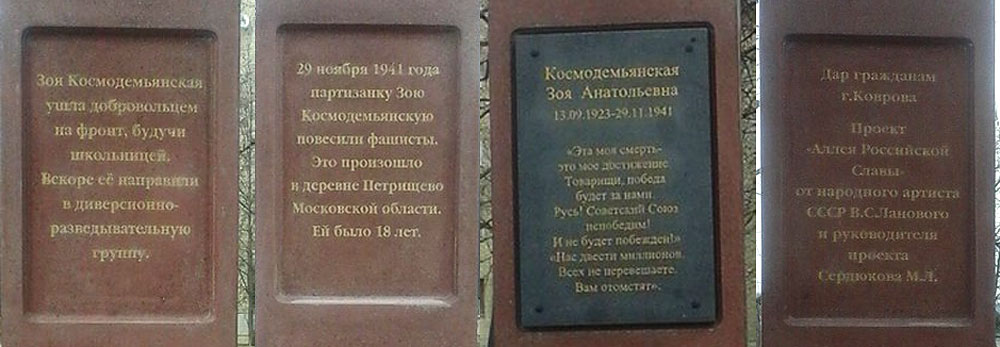 Зоя Космодемьянская
ушла добровольцем
на фронт, будучи
школьницей.
Вскоре её направили
в диверсионно-
разведывательную
группу.
29 ноября 1941 года
партизанку Зою
Космодемьянскую
повесили фашисты.
Это произошло
в деревне Петрищево
Московской области.
Ей было 18 лет.
Космодемьянская
Зоя Анатольевна
13.09.1923-29.11.1941
«Эта моя смерть-
это мое достижение
Товарищи, победа
будет за нами.
Русь! Советский Союз
непобедим!
И не будет побежден!»
«Нас двести миллионов.
Всех не перевешаете.
Вам отомстят».
Дар гражданам
г.Коврова
Проект
«Аллея Российской
Славы»
от народного артиста
СССР В.С.Ланового
и руководителя
проекта
Сердюкова М.Л.